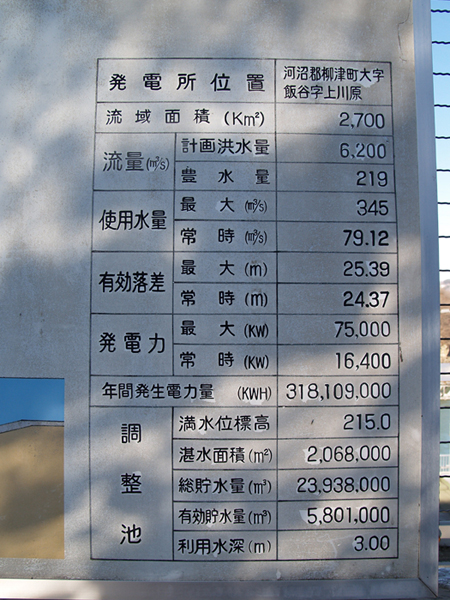 発電所位置 河沼郡柳津町大字
飯谷字上川原
流域面積(Km²) 2,700
流量(m³/s) 計画洪水量 6,200
豊水量 219
使用水量 最大(m³/s) 345
常時(m³/s) 79.12
有効落差 最大(m) 25.39
常時(m) 24.37
発電力 最大(KW) 75,000
常時(KW) 16,400
年間発生電力量 (KWH) 318,109,000
調整池 満水位標高 215.0
湛水面積(m²) 2,068,000
総貯水量(m³) 23,938,000
有効貯水量(m³) 5,801,000
利用水深(m) 3.00